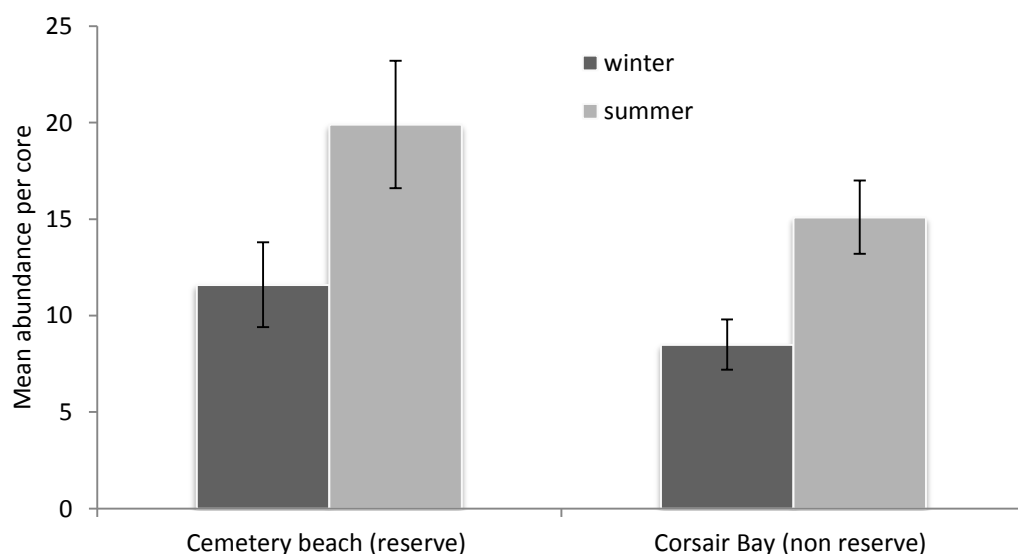 25
winter
summer
20
15
10
5
0
Mean abundance per core
Cemetery beach (reserve)
Corsair Bay (non reserve)